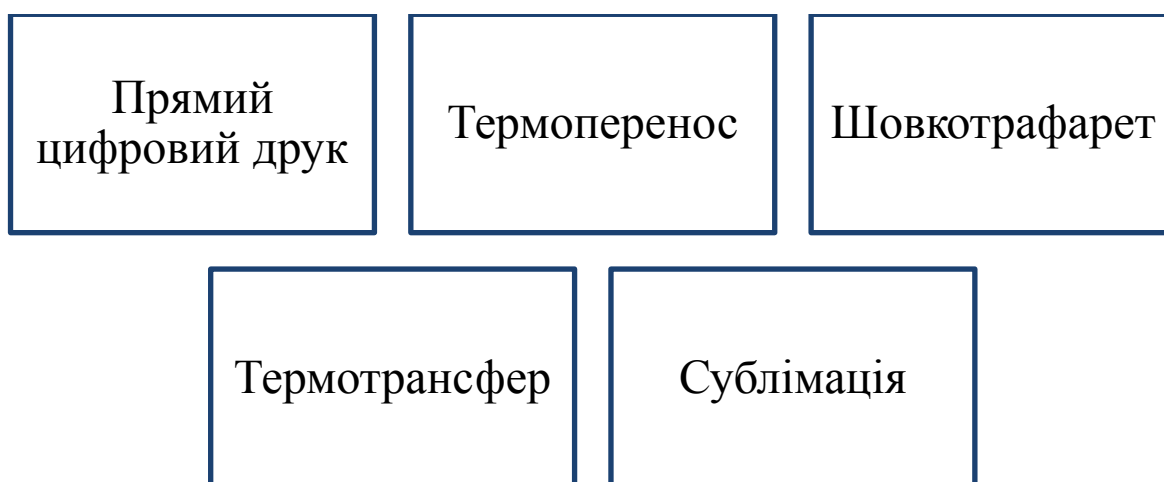 Прямий
цифровий друк
Термоперенос
Шовкотрафарет
Термотрансфер
Сублімація